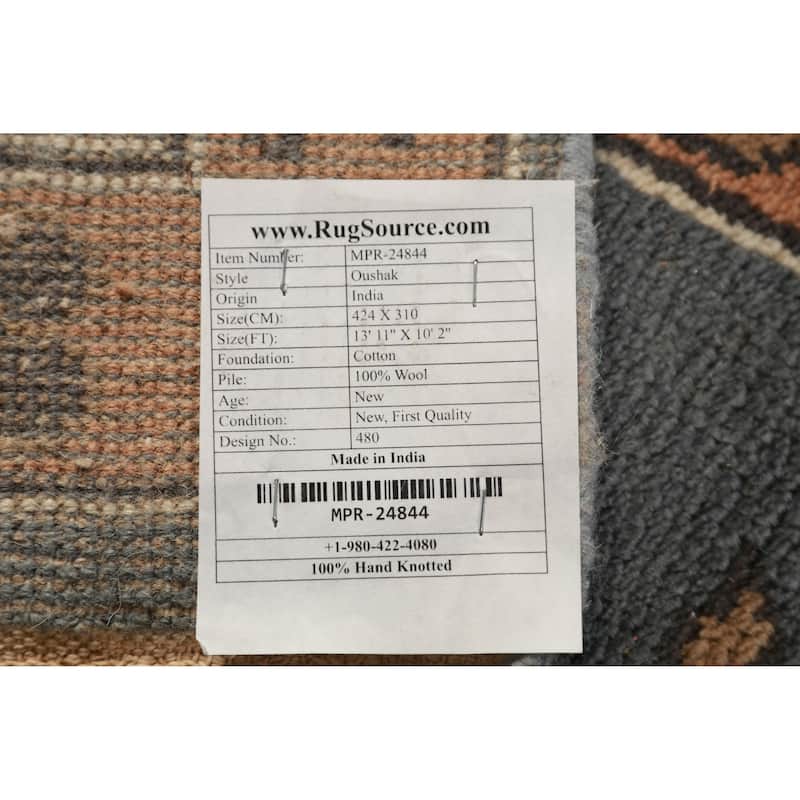 www.RugSource.com
Item Number: MPR-24844
Style Oushak
Origin India
Size(CM): 424 X 310
Size(FT): 13' 11" X 10' 2"
Foundation: Cotton
Pile: 100% Wool
Age: New
Condition: New, First Quality
Design No.: 480
Made in India
MPR-24844
+1-980-422-4080
100% Hand Knotted